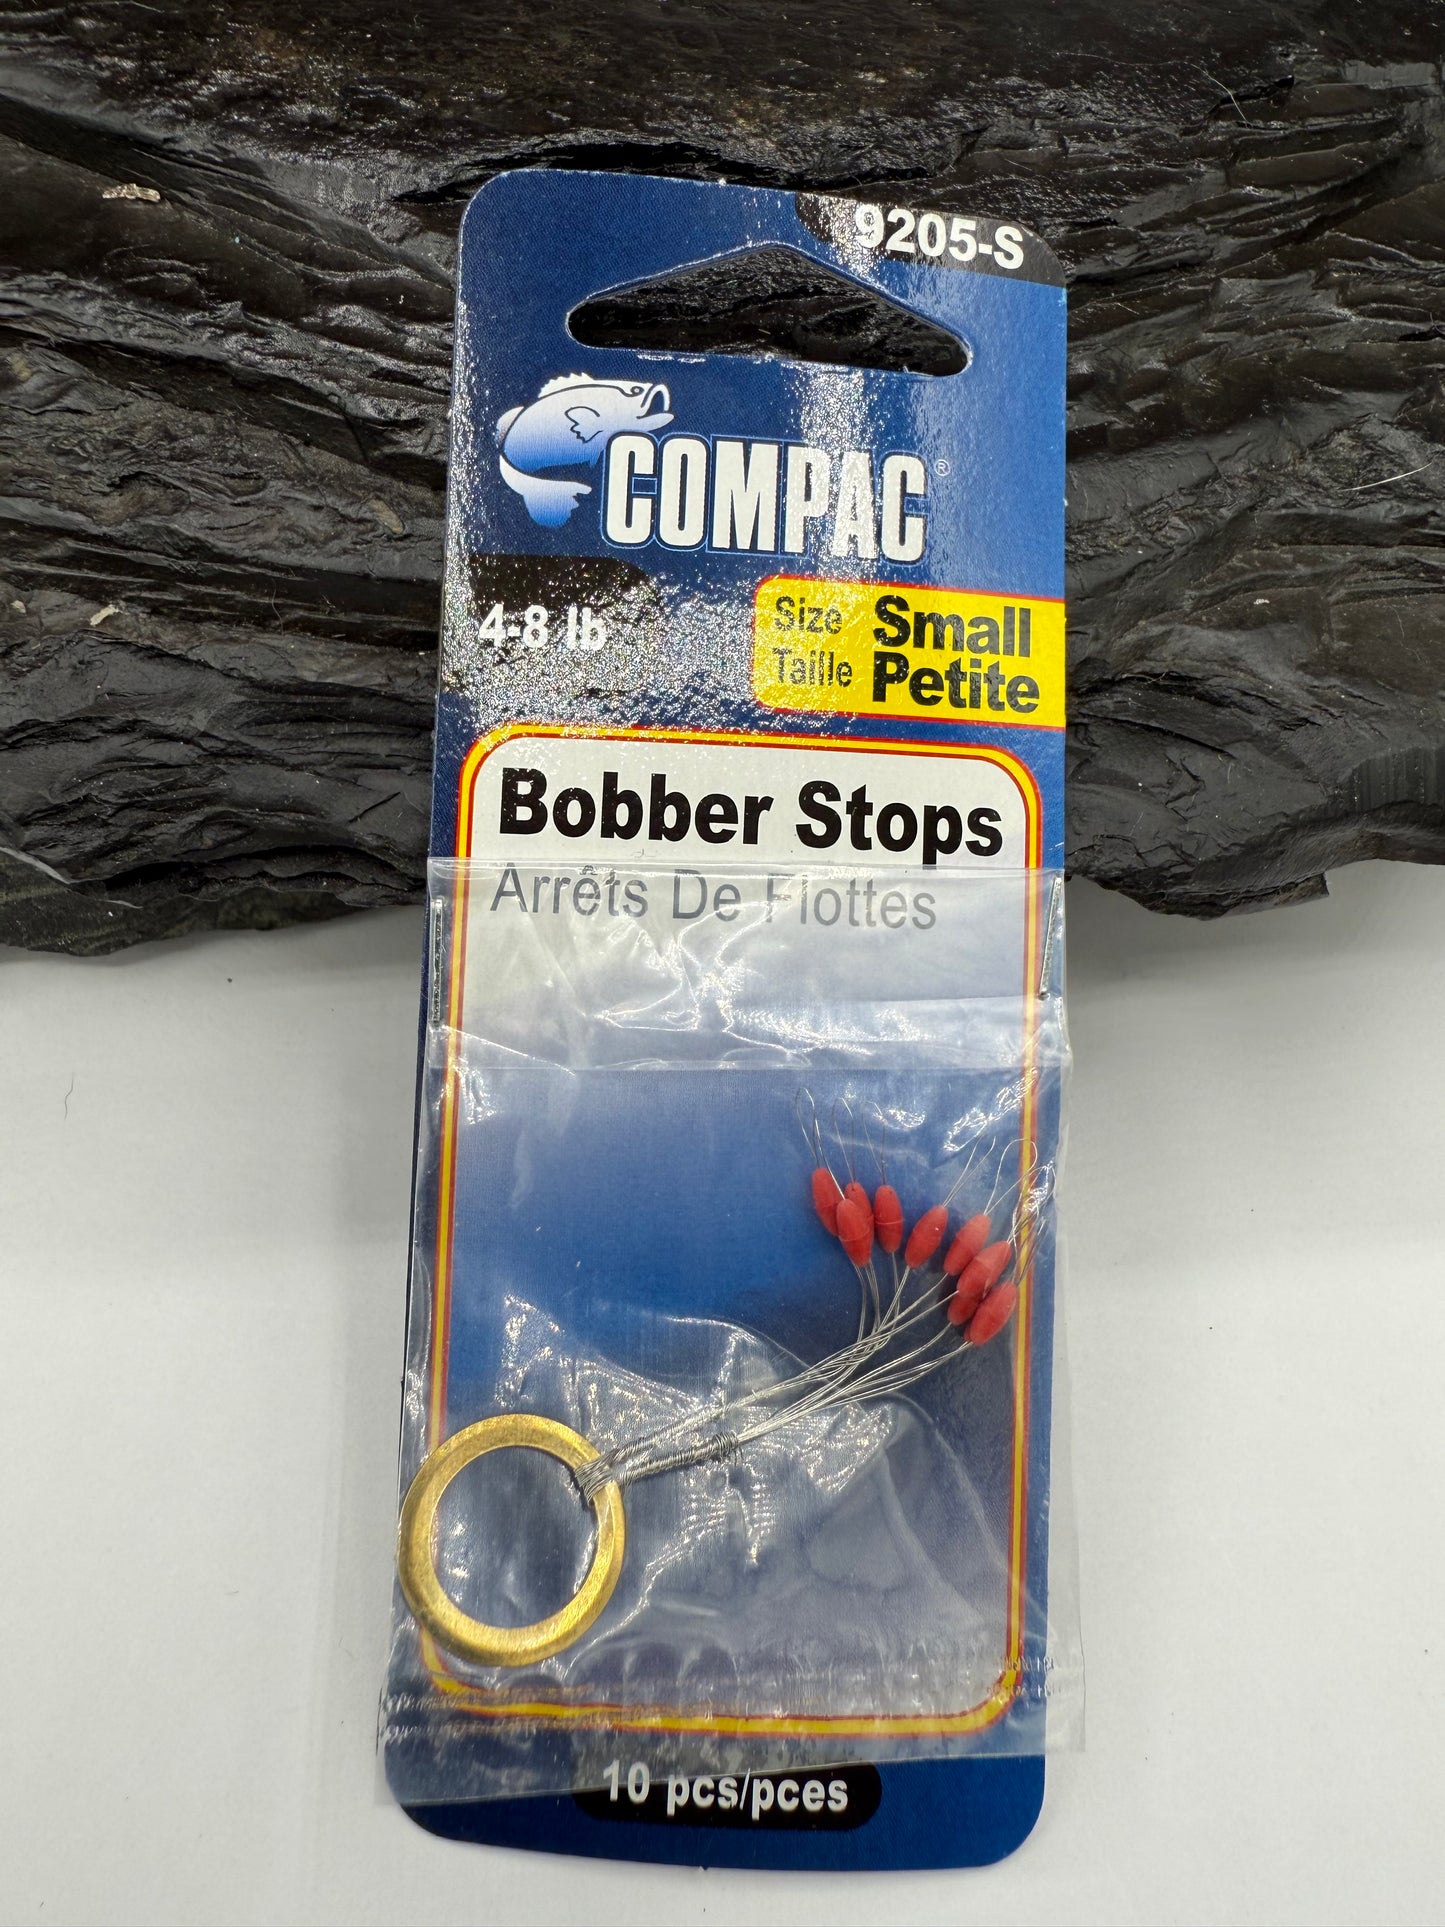 9205-S
COMPAC®
4-8 lb
Size Small
Taille Petite
Bobber Stops
Arrêts De Flottes
10 pcs/pces